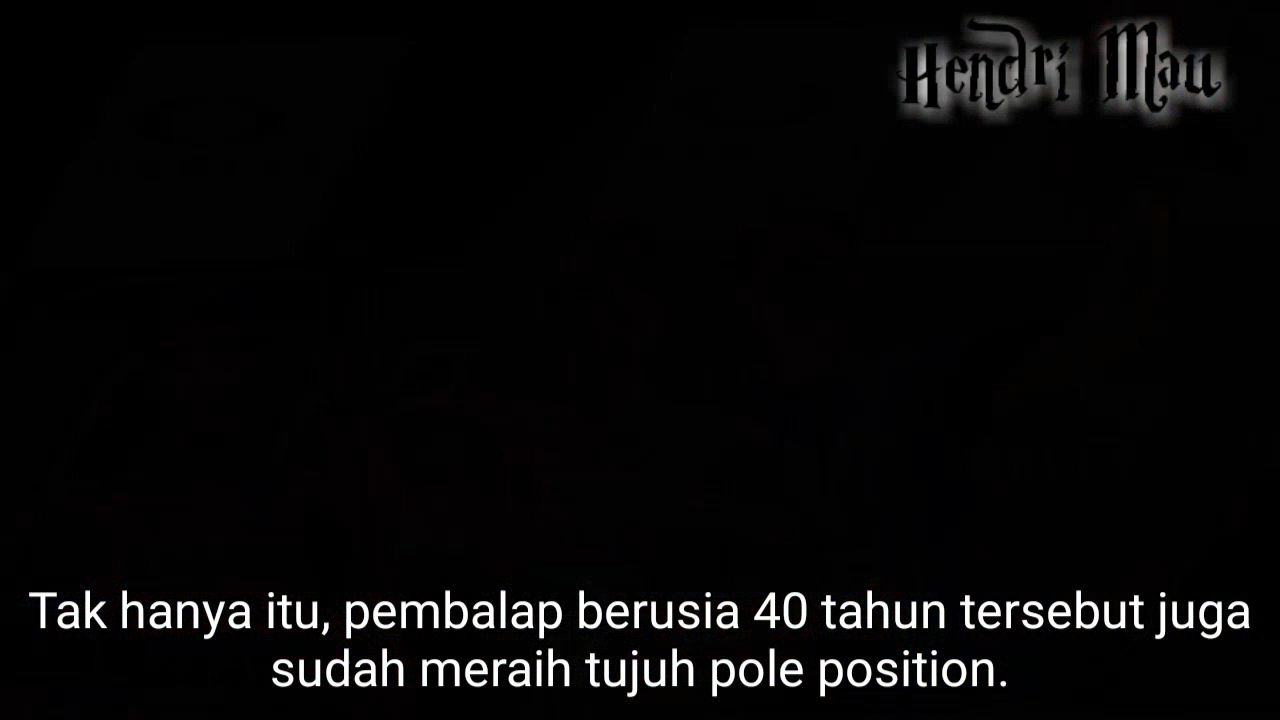 Hendri Mau
Tak hanya itu, pembalap berusia 40 tahun tersebut juga
sudah meraih tujuh pole position.